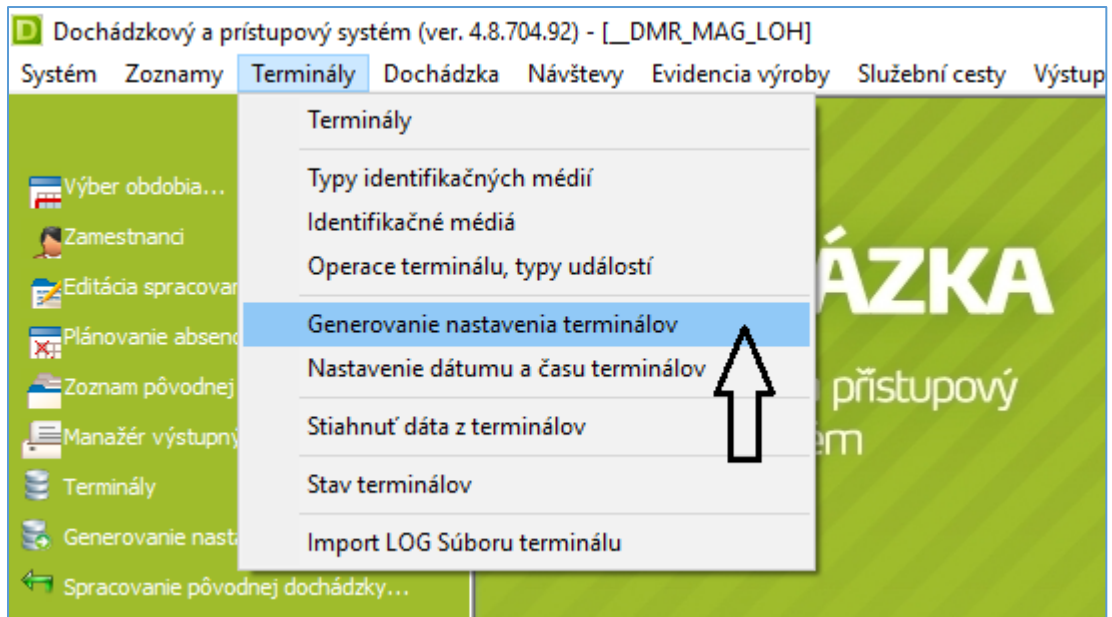 Dochádzkový a prístupový systém (ver. 4.8.704.92) - [__DMR_MAG_LOH]
Systém Zoznamy Terminály Dochádzka Návštevy Evidencia výroby Služební cesty Výstup
Terminály
Typy identifikačných médií
Identifikačné médiá
Operace terminálu, typy událostí
Generovanie nastavenia terminálov
Nastavenie dátumu a času terminálov
Stiahnuť dáta z terminálov
Stav terminálov
Import LOG Súboru terminálu
Výber obdobia...
Zamestnanci
Editácia spracovan
Plánovanie absenc
Zoznam pôvodnej
Manažér výstupný
Terminály
Generovanie nasta
Spracovanie pôvodnej dochádzky...
ÁZKA
přístupový
ém